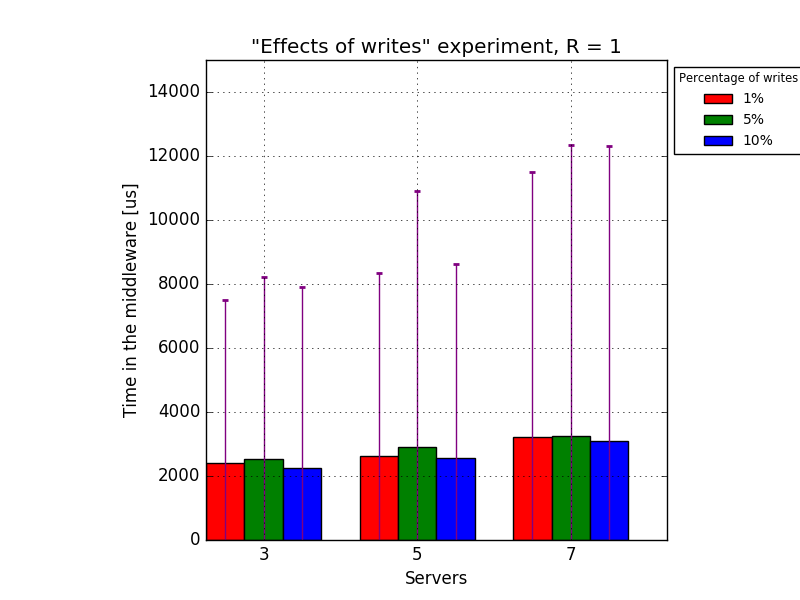 "Effects of writes" experiment, R = 1
Percentage of writes
1%
5%
10%
Time in the middleware [us]
14000
12000
10000
8000
6000
4000
2000
0
3 5 7
Servers